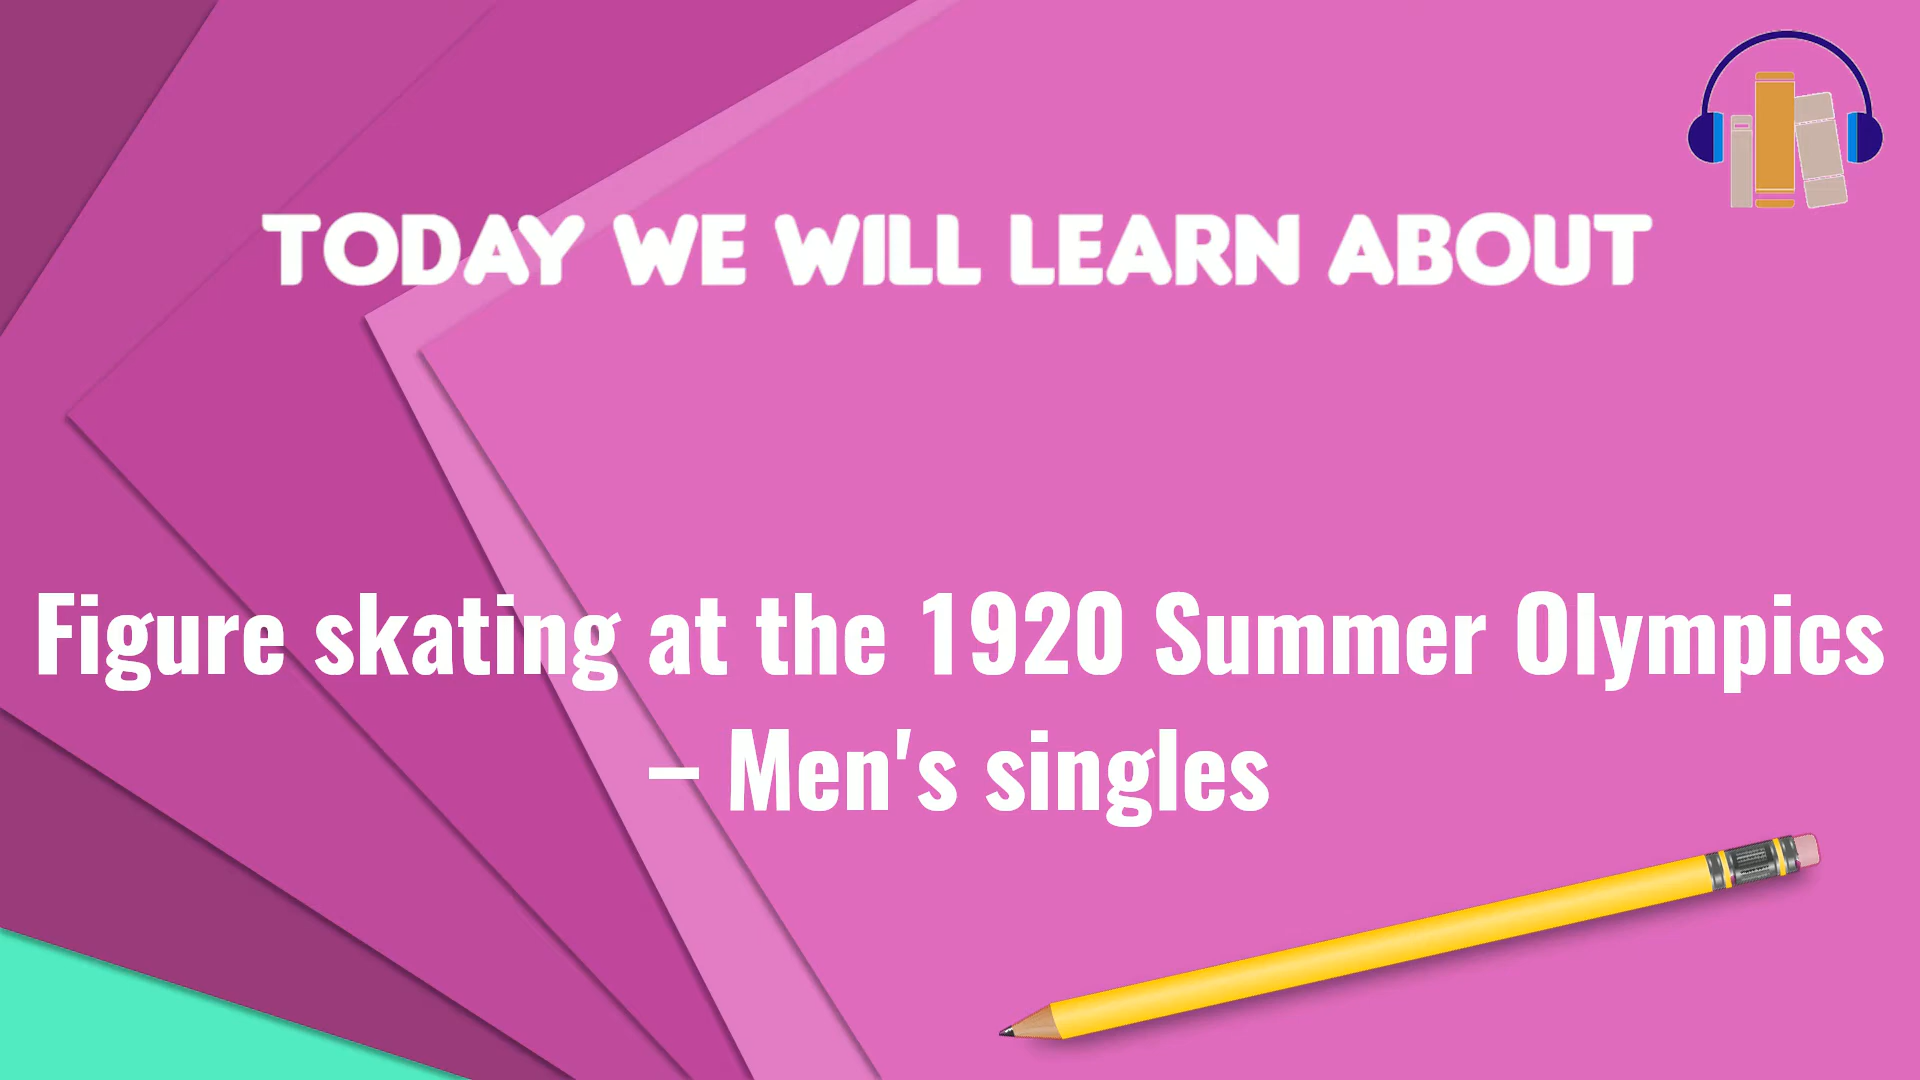 TODAY WE WILL LEARN ABOUT
Figure skating at the 1920 Summer Olympics
– Men's singles